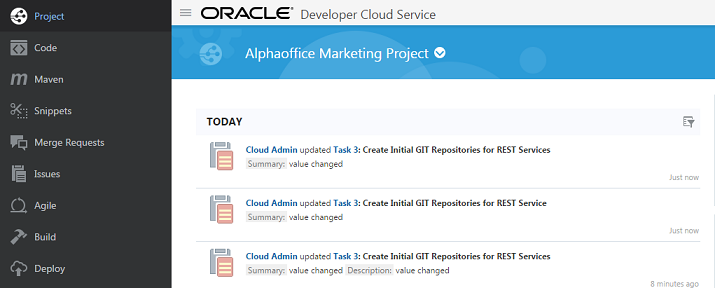 Project
Code
Maven
Snippets
Merge Requests
Issues
Agile
Build
Deploy
ORACLE® Developer Cloud Service
Alphaoffice Marketing Project
TODAY
Cloud Admin updated Task 3: Create Initial GIT Repositories for REST Services
Summary: value changed
Just now
Cloud Admin updated Task 3: Create Initial GIT Repositories for REST Service
Summary: value changed
Just now
Cloud Admin updated Task 3: Create Initial GIT Repositories for REST Services
Summary: value changed Description: value changed
8 minutes ago